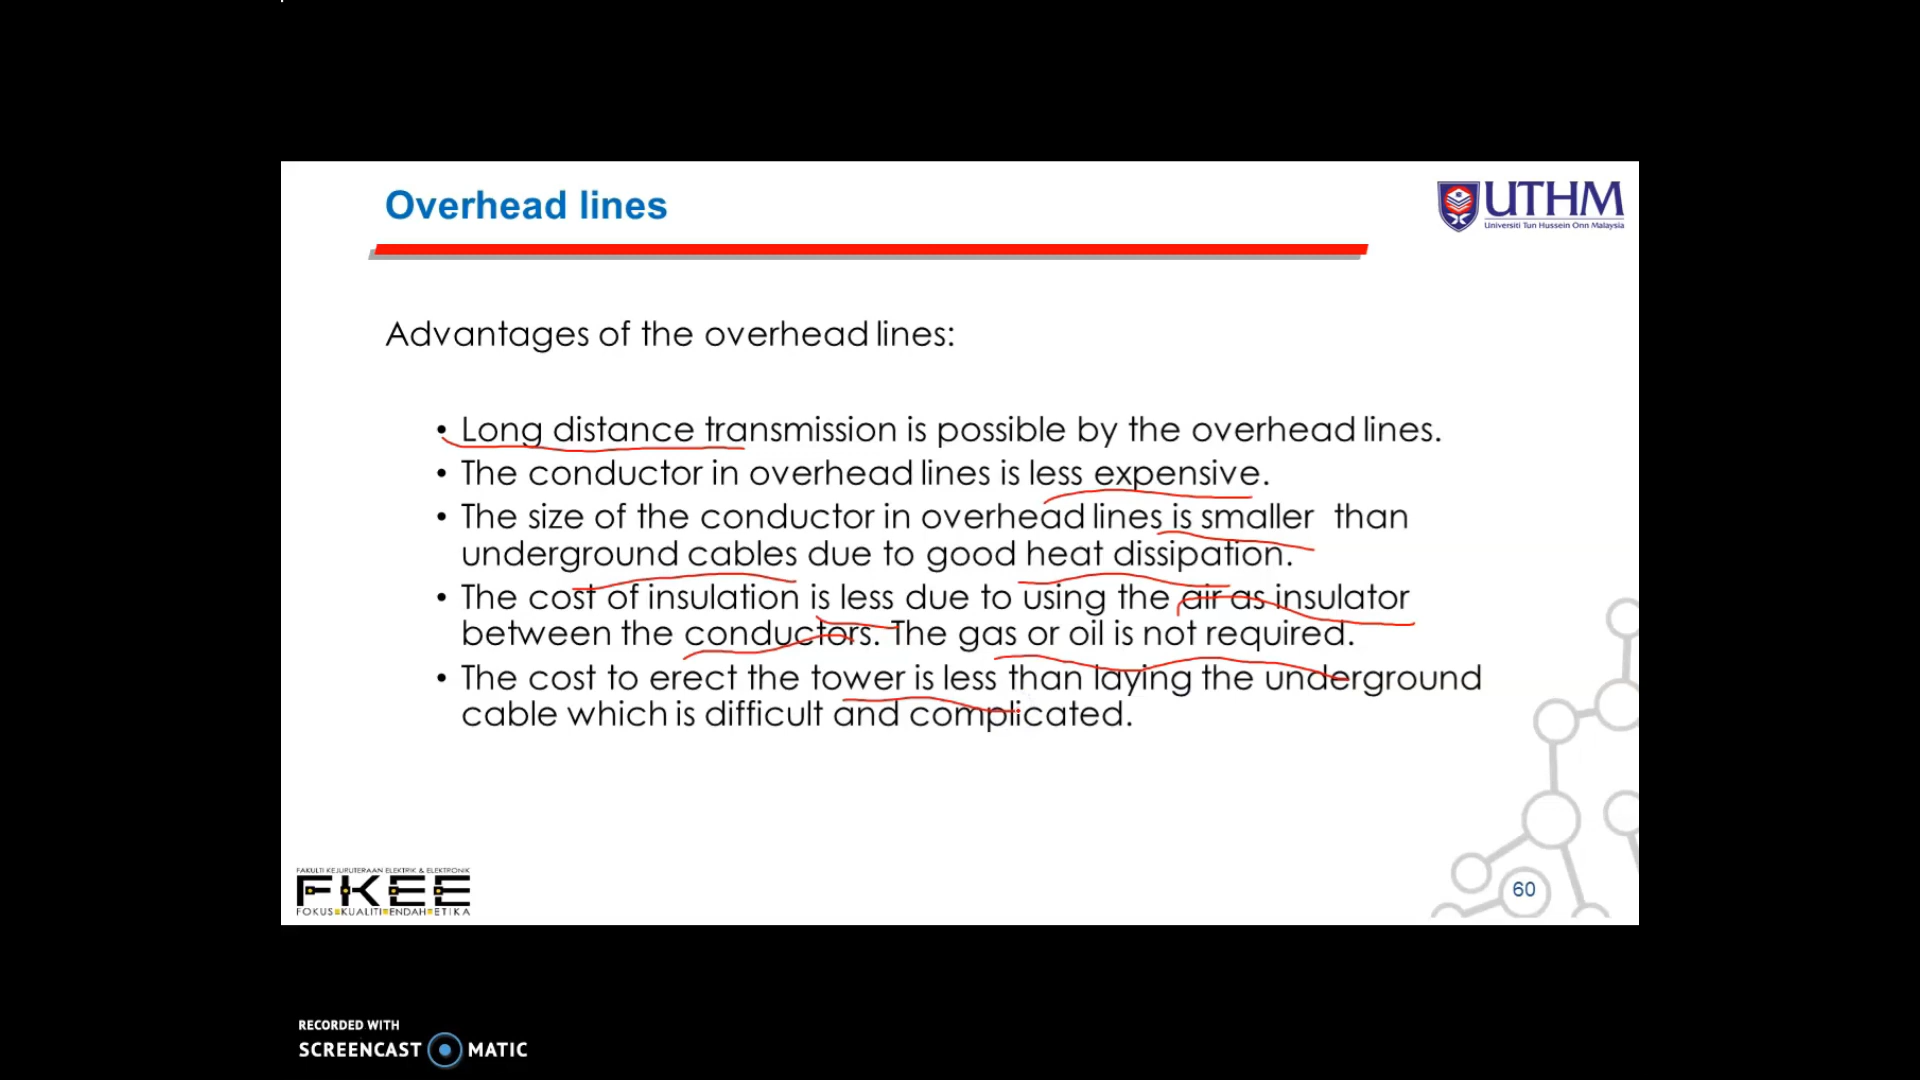 Overhead lines
UTHM
Universiti Tun Hussein Onn Malaysia
Advantages of the overhead lines:
• Long distance transmission is possible by the overhead lines.
• The conductor in overhead lines is less expensive.
• The size of the conductor in overhead lines is smaller than
underground cables due to good heat dissipation.
• The cost of insulation is less due to using the air as insulator
between the conductors. The gas or oil is not required.
• The cost to erect the tower is less than laying the underground
cable which is difficult and complicated.
FAKULTI KEJURUTERAAN ELEKTRIK & ELEKTRONIK
FKEE
FOKUS KUALITI ENDAH ETIKA
60
RECORDED WITH
SCREENCAST MATIC